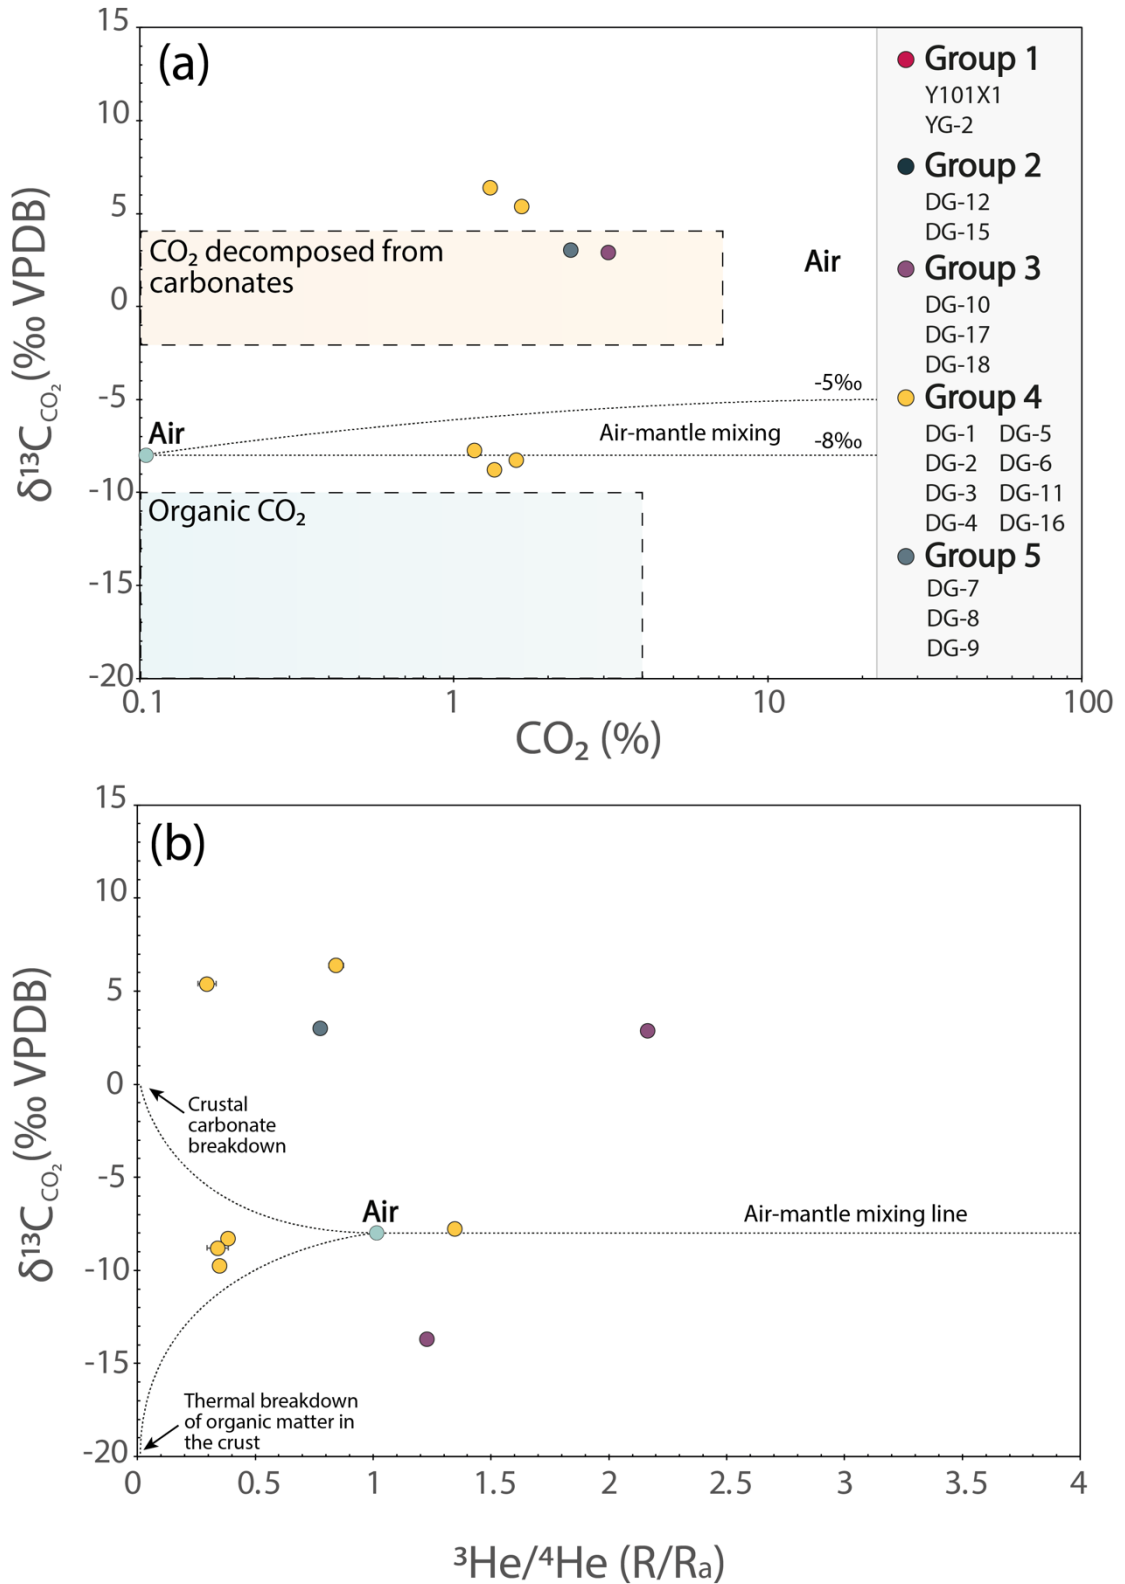 (a)
15
10
5
0
-5
-10
-15
-20
δ¹³C_CO₂ (‰ VPDB)
CO₂ decomposed from
carbonates
Air
-5‰
Air
Air-mantle mixing
-8‰
Organic CO₂
0.1
1
10
100
CO₂ (%)
Group 1
Y101X1
YG-2
Group 2
DG-12
DG-15
Group 3
DG-10
DG-17
DG-18
Group 4
DG-1 DG-5
DG-2 DG-6
DG-3 DG-11
DG-4 DG-16
Group 5
DG-7
DG-8
DG-9
(b)
15
10
5
0
-5
-10
-15
-20
δ¹³C_CO₂ (‰ VPDB)
Crustal
carbonate
breakdown
Air
Air-mantle mixing line
Thermal breakdown
of organic matter in
the crust
0
0.5
1
1.5
2
2.5
3
3.5
4
³He/⁴He (R/Ra)